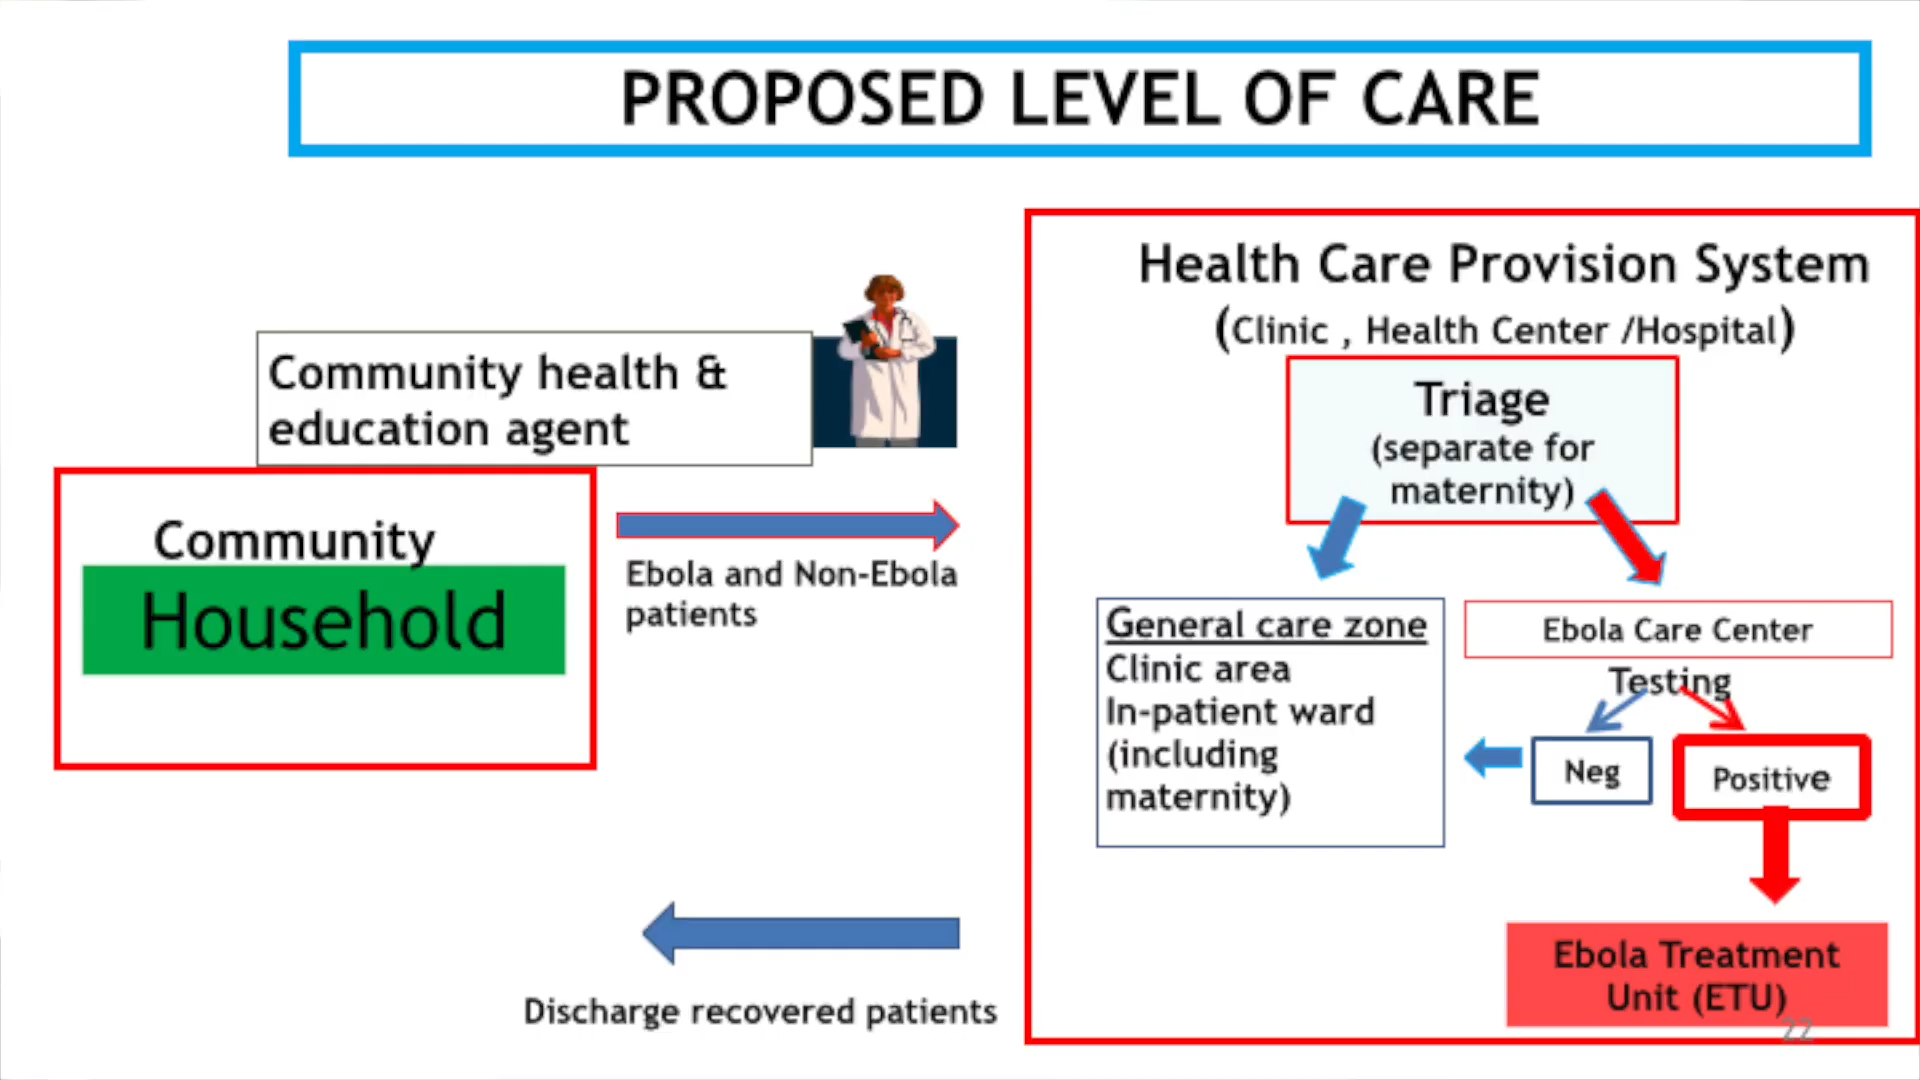 PROPOSED LEVEL OF CARE
Community health &
education agent
Community
Household
Ebola and Non-Ebola
patients
Discharge recovered patients
Health Care Provision System
(Clinic , Health Center /Hospital)
Triage
(separate for
maternity)
General care zone
Clinic area
In-patient ward
(including
maternity)
Ebola Care Center
Testing
Neg
Positive
Ebola Treatment
Unit (ETU)
22